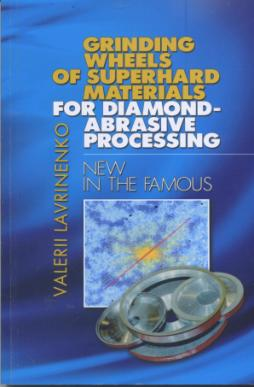 GRINDING
WHEELS
OF SUPERHARD
MATERIALS
FOR DIAMOND-
ABRASIVE
PROCESSING
NEW
IN THE FAMOUS
VALERII LAVRINENKO